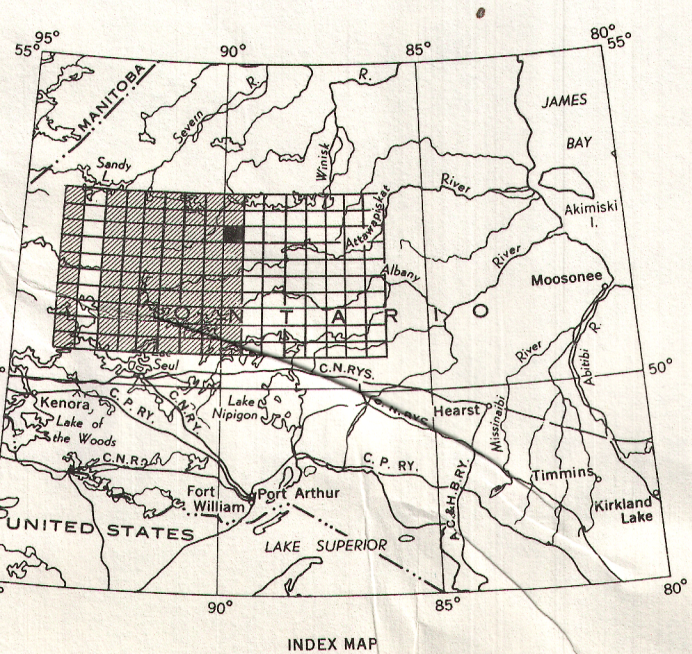 95°
55°
90°
85°
80°
55°
MANITOBA
Severn R.
R.
JAMES
BAY
Sandy
L.
Winisk
River
Attawapiskat
Akimiski
I.
River
Albany
Moosonee
ONTARIO
River
Abitibi R.
Seul
C.N.RYS.
50°
Kenora
C. P. RY.
C.N.RY.
Lake
Nipigon
Hearst
Missinaibi
Lake of
the Woods
C.N.R.
C. P. RY.
Timmins
Fort
William
Port Arthur
A.C.&H.B.RY.
Kirkland
Lake
UNITED STATES
LAKE SUPERIOR
90°
85°
80°
INDEX MAP